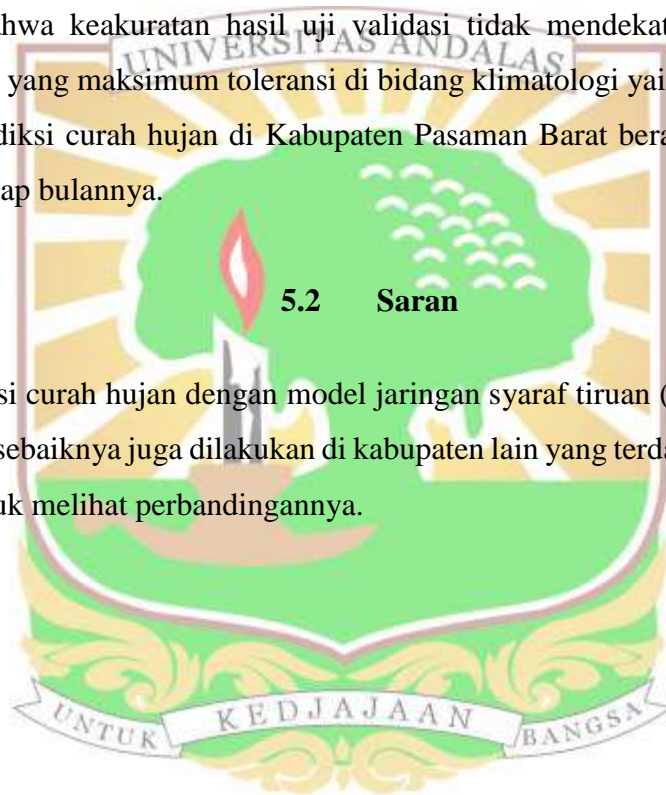 ahwa keakuratan hasil uji validasi tidak mendekat
UNIVERSITAS ANDALAS
yang maksimum toleransi di bidang klimatologi yai
diksi curah hujan di Kabupaten Pasaman Barat bera
ap bulannya.
5.2 Saran
si curah hujan dengan model jaringan syaraf tiruan (
sebaiknya juga dilakukan di kabupaten lain yang terda
uk melihat perbandingannya.
UNTUK KEDJAJAAN BANGSA